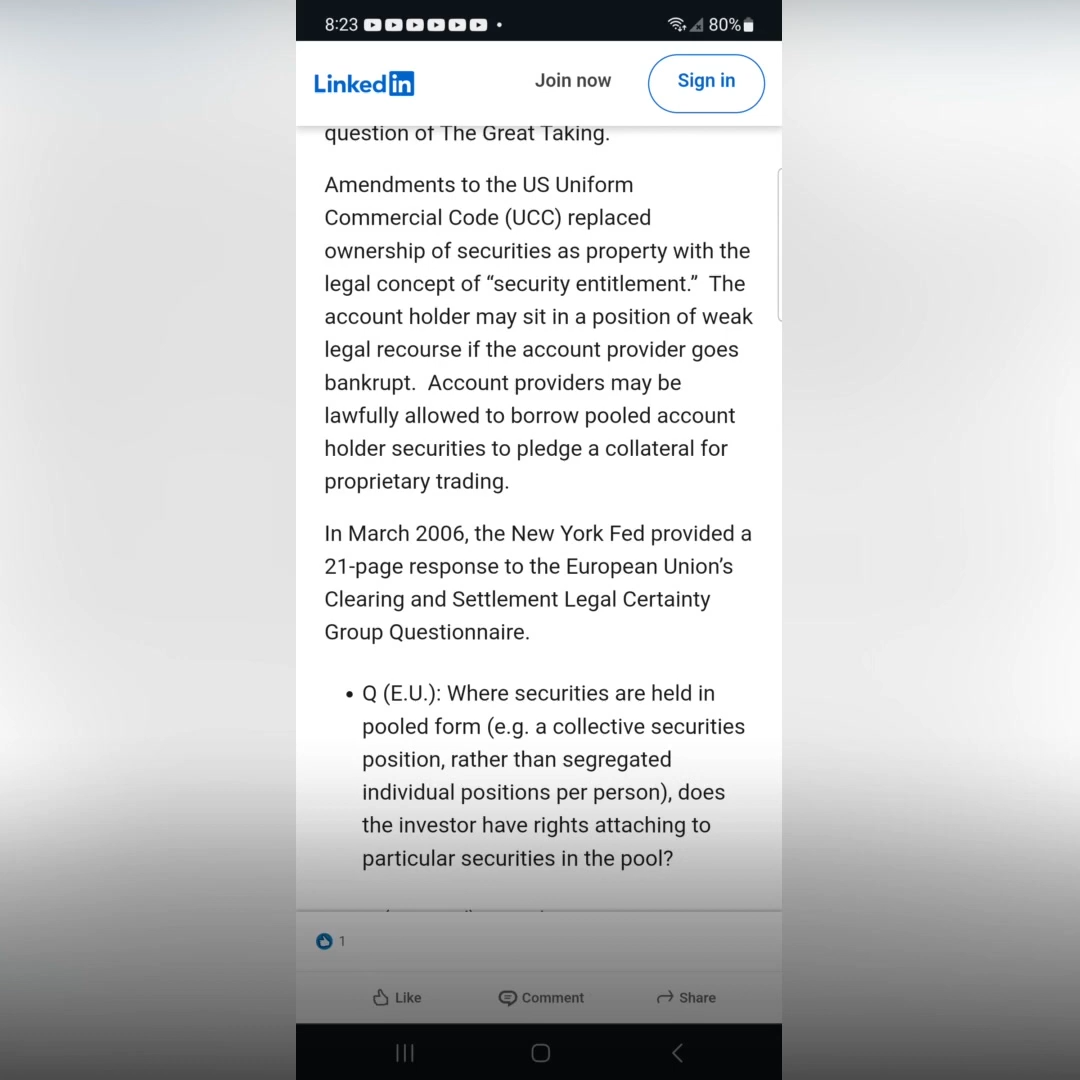 8:23
80%
Linked in
Join now
Sign in
question of The Great Taking.
Amendments to the US Uniform
Commercial Code (UCC) replaced
ownership of securities as property with the
legal concept of “security entitlement.”  The
account holder may sit in a position of weak
legal recourse if the account provider goes
bankrupt.  Account providers may be
lawfully allowed to borrow pooled account
holder securities to pledge a collateral for
proprietary trading.
In March 2006, the New York Fed provided a
21-page response to the European Union’s
Clearing and Settlement Legal Certainty
Group Questionnaire.
• Q (E.U.): Where securities are held in
pooled form (e.g. a collective securities
position, rather than segregated
individual positions per person), does
the investor have rights attaching to
particular securities in the pool?
1
Like
Comment
Share